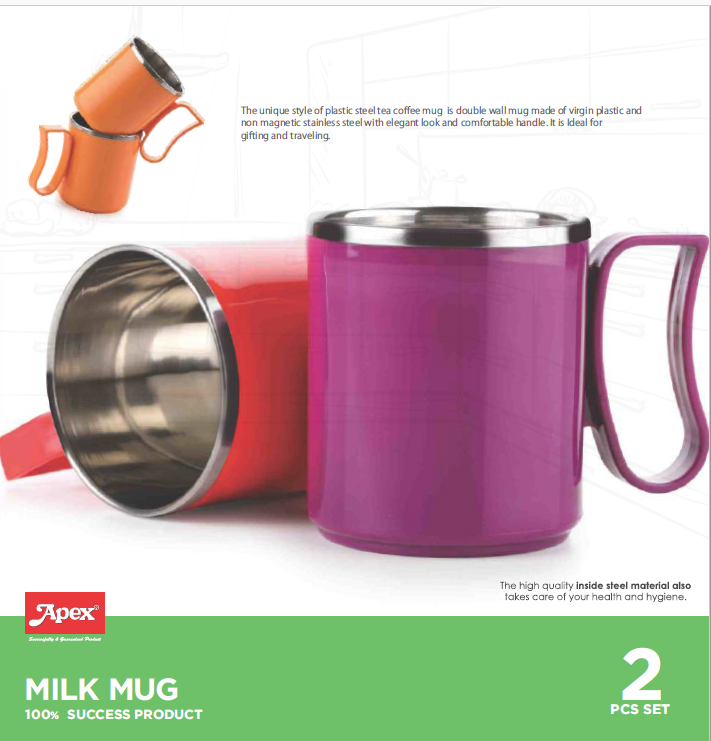 The unique style of plastic steel tea coffee mug is double wall mug made of virgin plastic and
non magnetic stainless steel with elegant look and comfortable handle. It is Ideal for
gifting and traveling.
The high quality inside steel material also
takes care of your health and hygiene.
Apex®
Successfully & Guaranteed Product
MILK MUG
100% SUCCESS PRODUCT
2
PCS SET